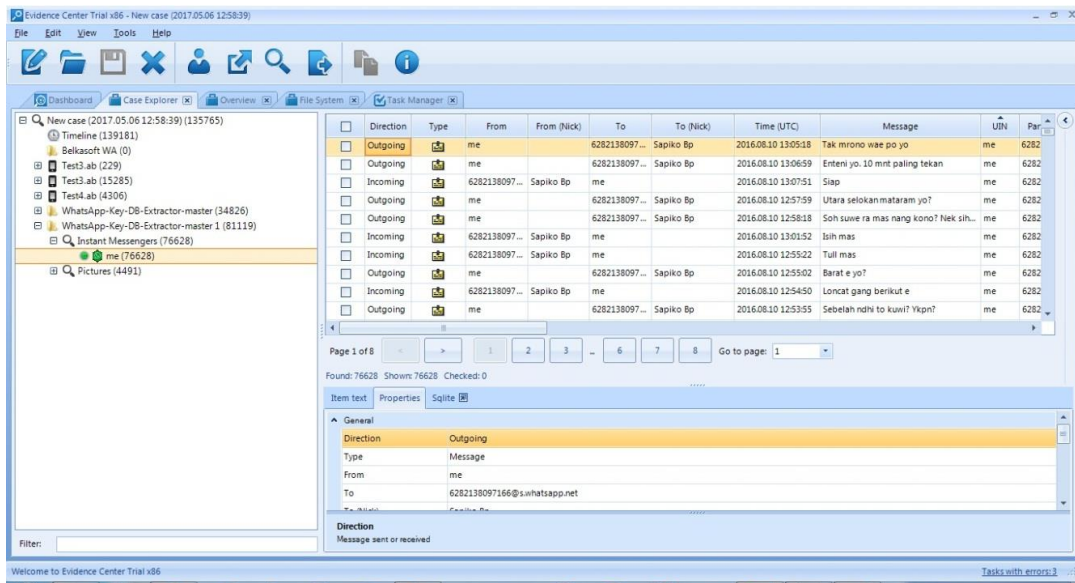 Evidence Center Trial x86 - New case (2017.05.06 12:58:39)
File Edit View Tools Help
Dashboard Case Explorer Overview File System Task Manager
New case (2017.05.06 12:58:39) (135765)
Timeline (139181)
Belkasoft WA (0)
Test3.ab (229)
Test3.ab (15285)
Test4.ab (4306)
WhatsApp-Key-DB-Extractor-master (34826)
WhatsApp-Key-DB-Extractor-master 1 (81119)
Instant Messengers (76628)
me (76628)
Pictures (4491)
Filter:
Direction Type From From (Nick) To To (Nick) Time (UTC) Message UIN Par
Outgoing me 6282138097... Sapiko Bp 2016.08.10 13:05:18 Tak mrono wae po yo me 6282
Outgoing me 6282138097... Sapiko Bp 2016.08.10 13:06:59 Enteni yo. 10 mnt paling tekan me 6282
Incoming 6282138097... Sapiko Bp me 2016.08.10 13:07:51 Siap me 6282
Outgoing me 6282138097... Sapiko Bp 2016.08.10 12:57:59 Utara selokan mataram yo? me 6282
Outgoing me 6282138097... Sapiko Bp 2016.08.10 12:58:18 Soh suwe ra mas nang kono? Nek sih... me 6282
Incoming 6282138097... Sapiko Bp me 2016.08.10 13:01:52 Isih mas me 6282
Incoming 6282138097... Sapiko Bp me 2016.08.10 12:55:22 Tull mas me 6282
Outgoing me 6282138097... Sapiko Bp 2016.08.10 12:55:02 Barat e yo? me 6282
Incoming 6282138097... Sapiko Bp me 2016.08.10 12:54:50 Loncat gang berikut e me 6282
Outgoing me 6282138097... Sapiko Bp 2016.08.10 12:53:55 Sebelah ndhi to kuwi? Ykpn? me 6282
Page 1 of 8 < > 1 2 3 ... 6 7 8 Go to page: 1
Found: 76628 Shown: 76628 Checked: 0
Item text Properties Sqlite
General
Direction Outgoing
Type Message
From me
To 6282138097166@s.whatsapp.net
Direction
Message sent or received
Welcome to Evidence Center Trial x86 Tasks with errors: 3